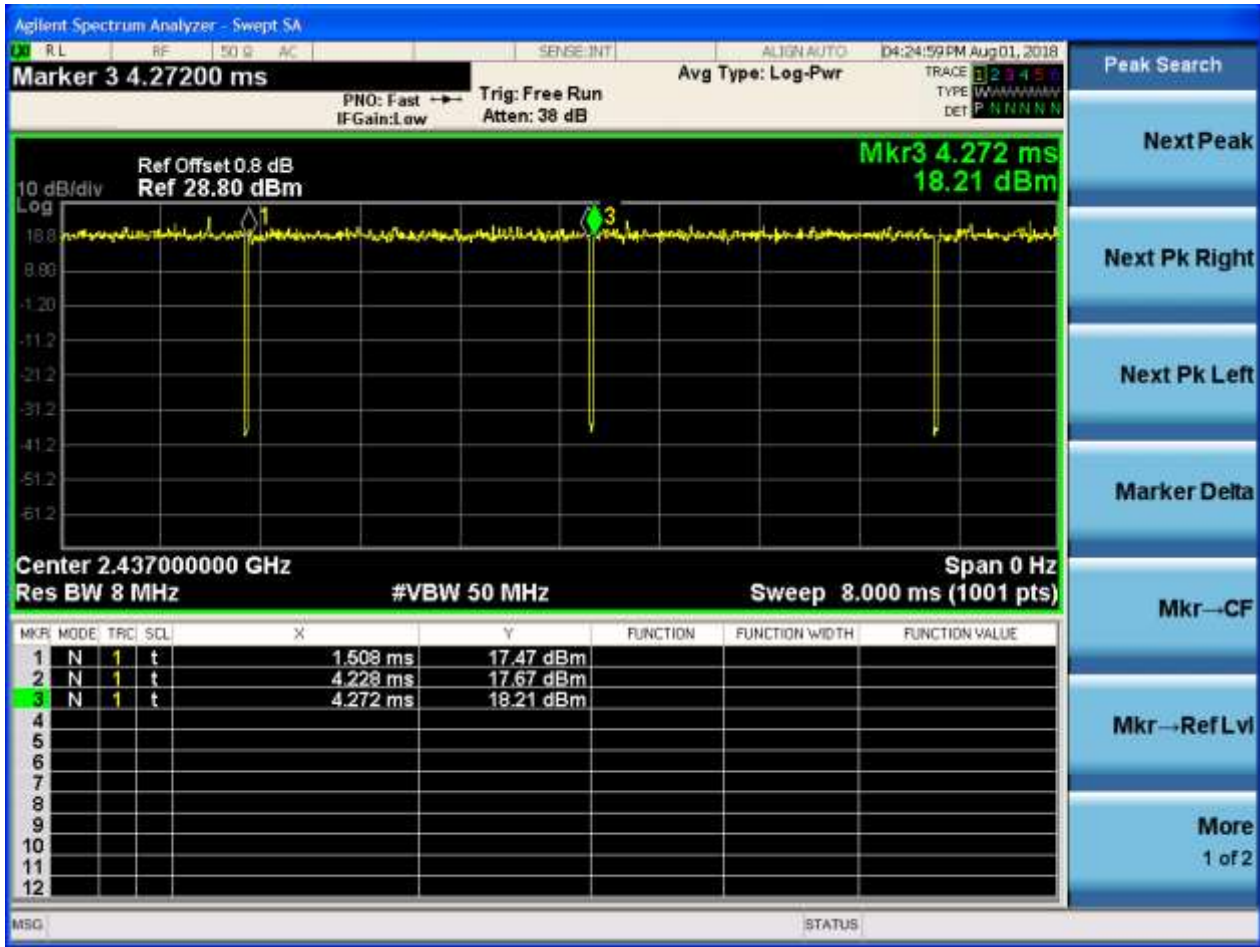 Agilent Spectrum Analyzer - Swept SA
RL RF 50 Ω AC SENSE:INT ALIGN AUTO 04:24:59 PM Aug 01, 2018
Marker 3 4.27200 ms
PNO: Fast
IFGain:Low
Trig: Free Run
Atten: 38 dB
Avg Type: Log-Pwr
TRACE 1 2 3 4 5 6
TYPE
DET P N N N N N
Peak Search
Mkr3 4.272 ms
18.21 dBm
Ref Offset 0.8 dB
10 dB/div Ref 28.80 dBm
Log
18.8
8.80
-1.20
-11.2
-21.2
-31.2
-41.2
-51.2
-61.2
1
3
Center 2.437000000 GHz Span 0 Hz
Res BW 8 MHz #VBW 50 MHz Sweep 8.000 ms (1001 pts)
MKR MODE TRC SCL X Y FUNCTION FUNCTION WIDTH FUNCTION VALUE
1 N 1 t 1.508 ms 17.47 dBm
2 N 1 t 4.228 ms 17.67 dBm
3 N 1 t 4.272 ms 18.21 dBm
4
5
6
7
8
9
10
11
12
Next Peak
Next Pk Right
Next Pk Left
Marker Delta
Mkr→CF
Mkr→Ref Lvl
More
1 of 2
MSG STATUS